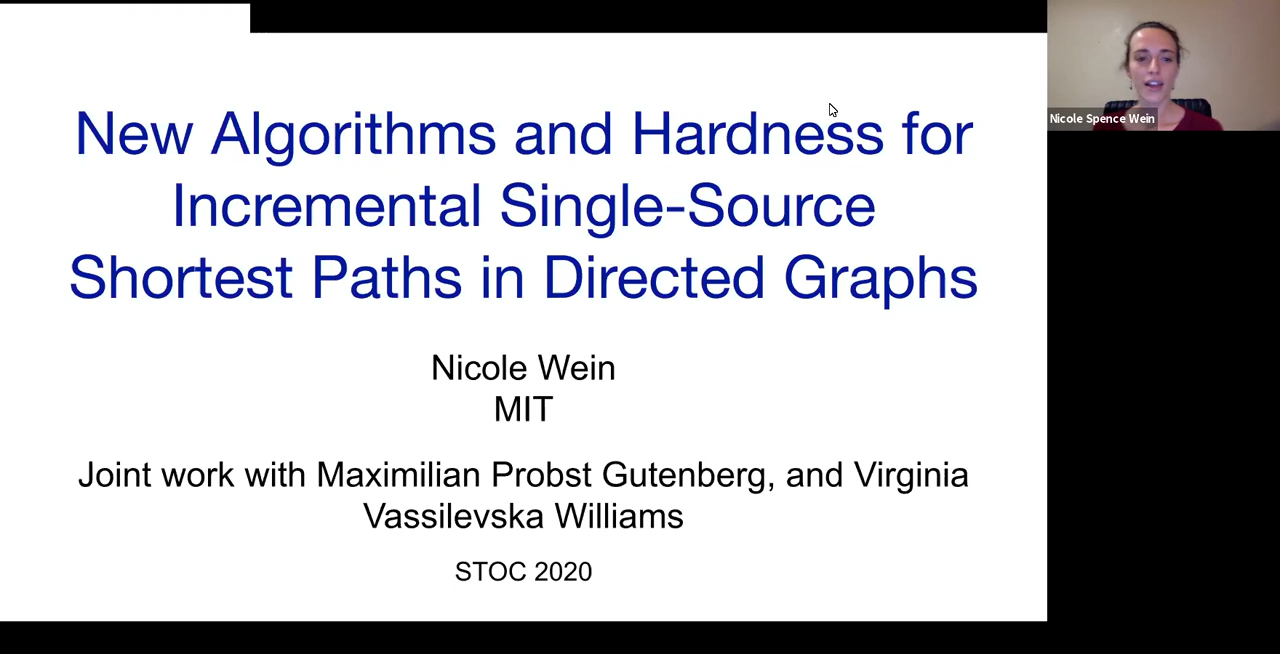 New Algorithms and Hardness for
Incremental Single-Source
Shortest Paths in Directed Graphs
Nicole Wein
MIT
Joint work with Maximilian Probst Gutenberg, and Virginia
Vassilevska Williams
STOC 2020
Nicole Spence Wein